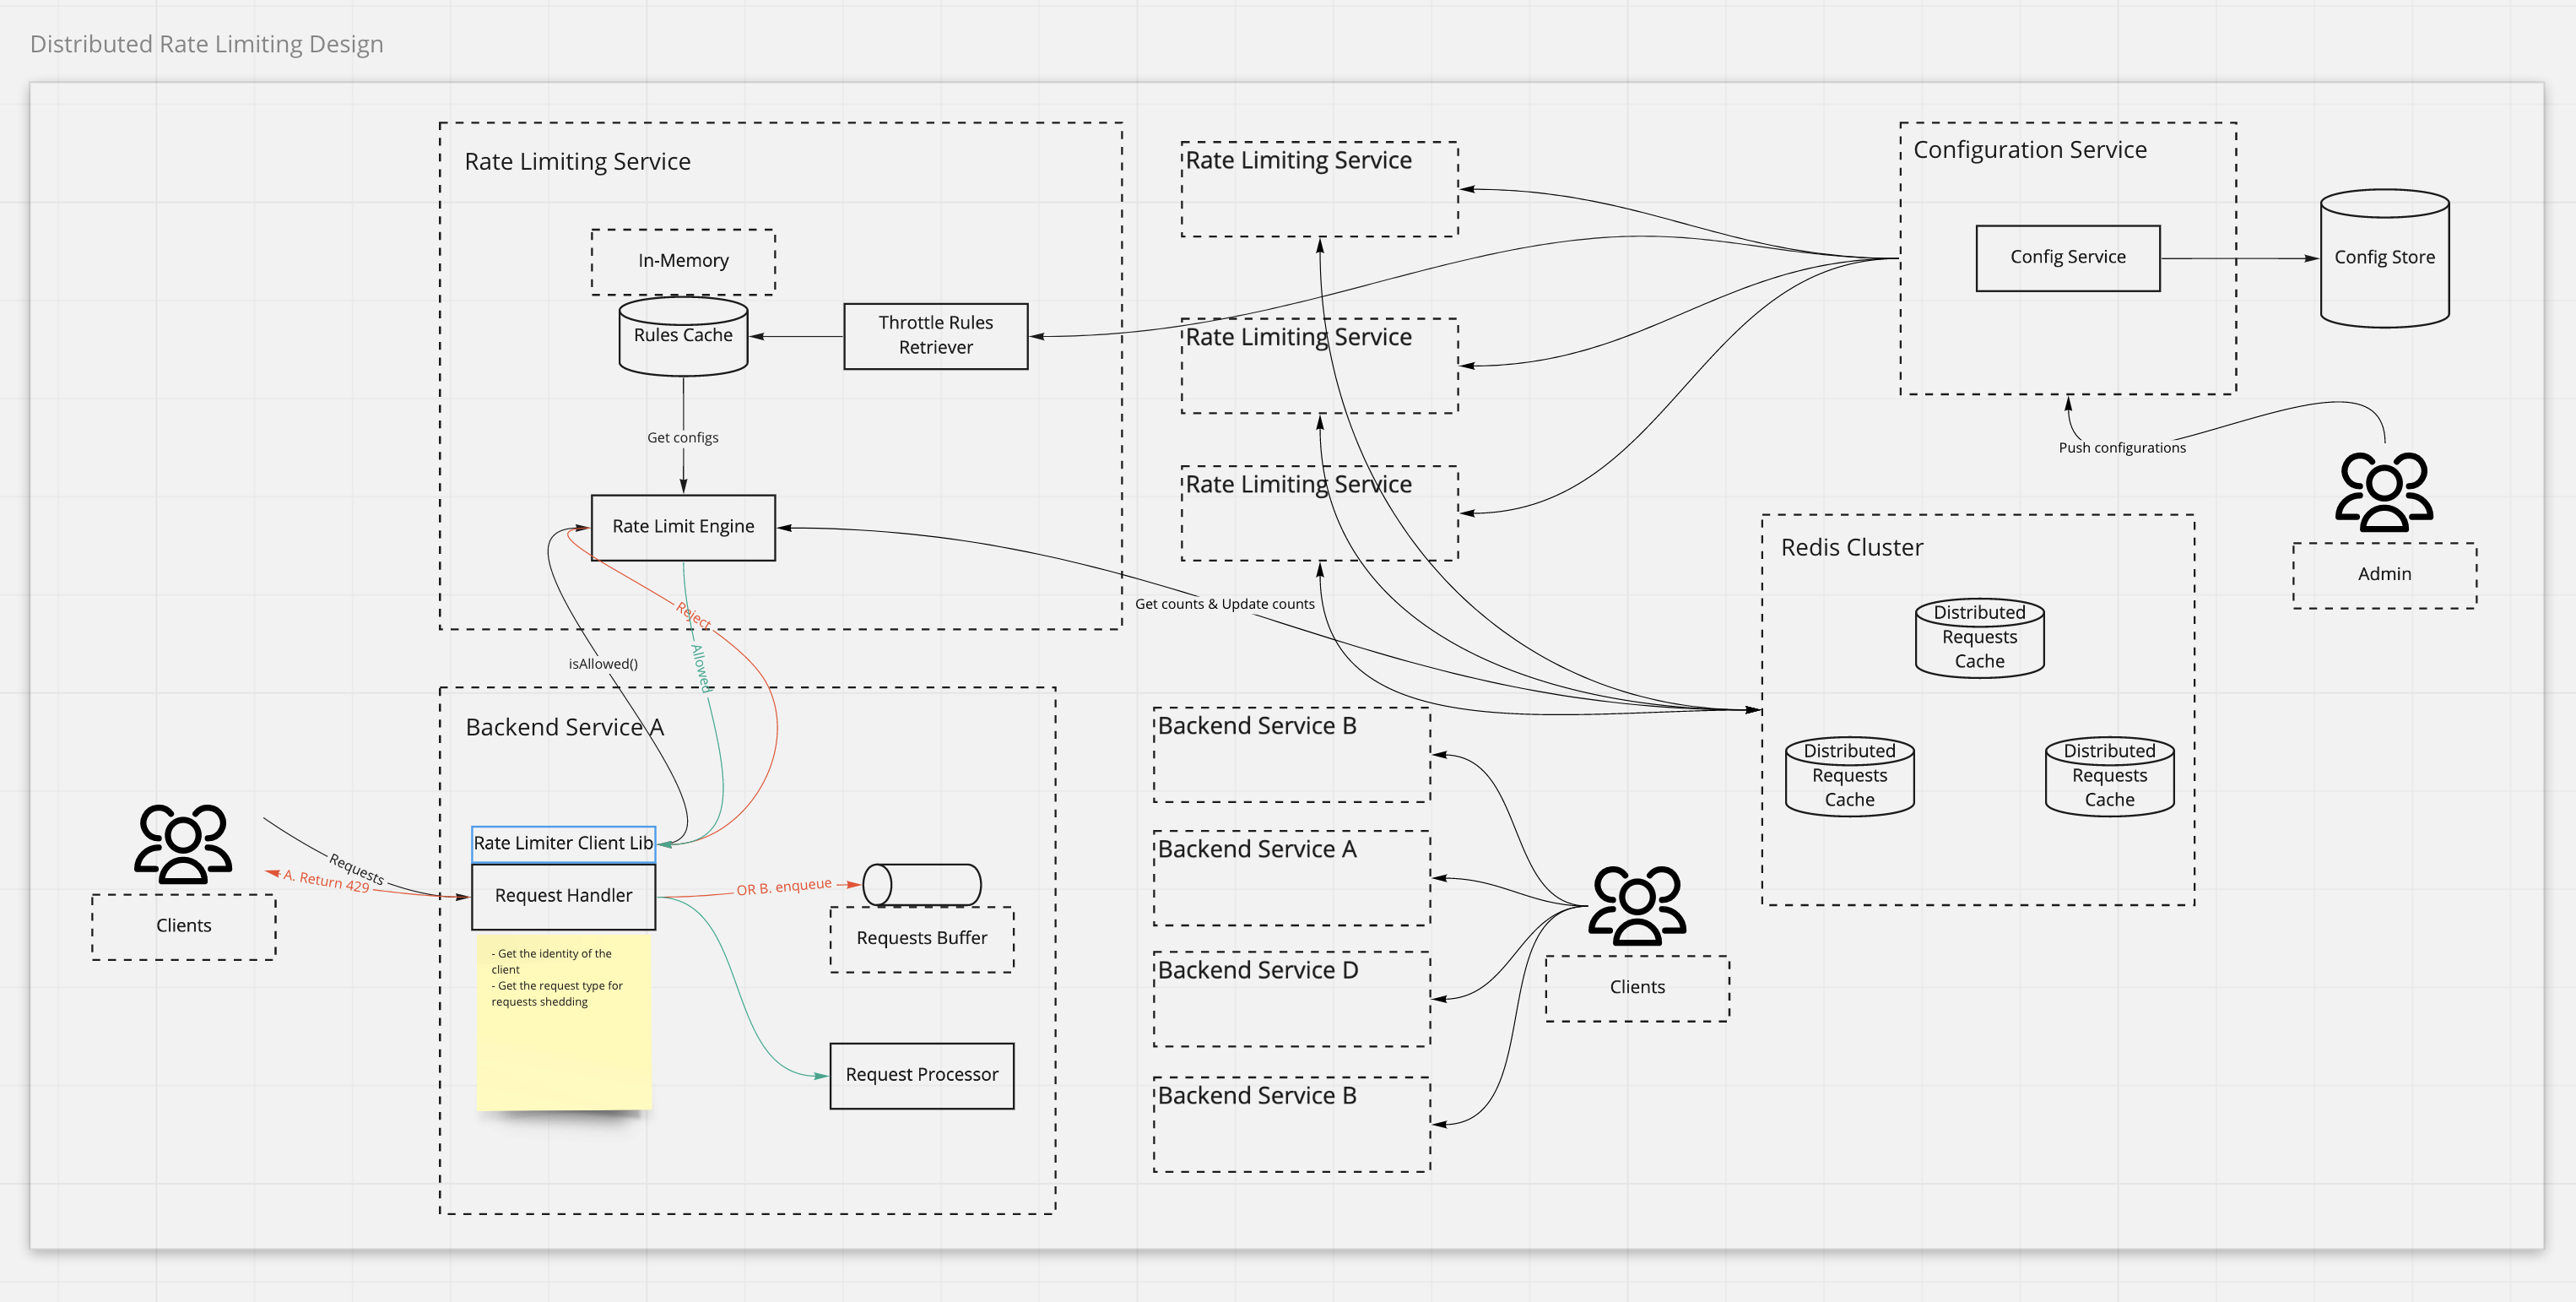 Distributed Rate Limiting Design
Rate Limiting Service
In-Memory
Rules Cache
Throttle Rules
Retriever
Get configs
Rate Limit Engine
Reject
Allowed
isAllowed()
Rate Limiting Service
Rate Limiting Service
Rate Limiting Service
Get counts & Update counts
Configuration Service
Config Service
Config Store
Push configurations
Admin
Redis Cluster
Distributed
Requests
Cache
Distributed
Requests
Cache
Distributed
Requests
Cache
Backend Service A
Rate Limiter Client Lib
Request Handler
Requests
A. Return 429
Clients
OR B. enqueue
Requests Buffer
- Get the identity of the
client
- Get the request type for
requests shedding
Request Processor
Backend Service B
Backend Service A
Backend Service D
Backend Service B
Clients